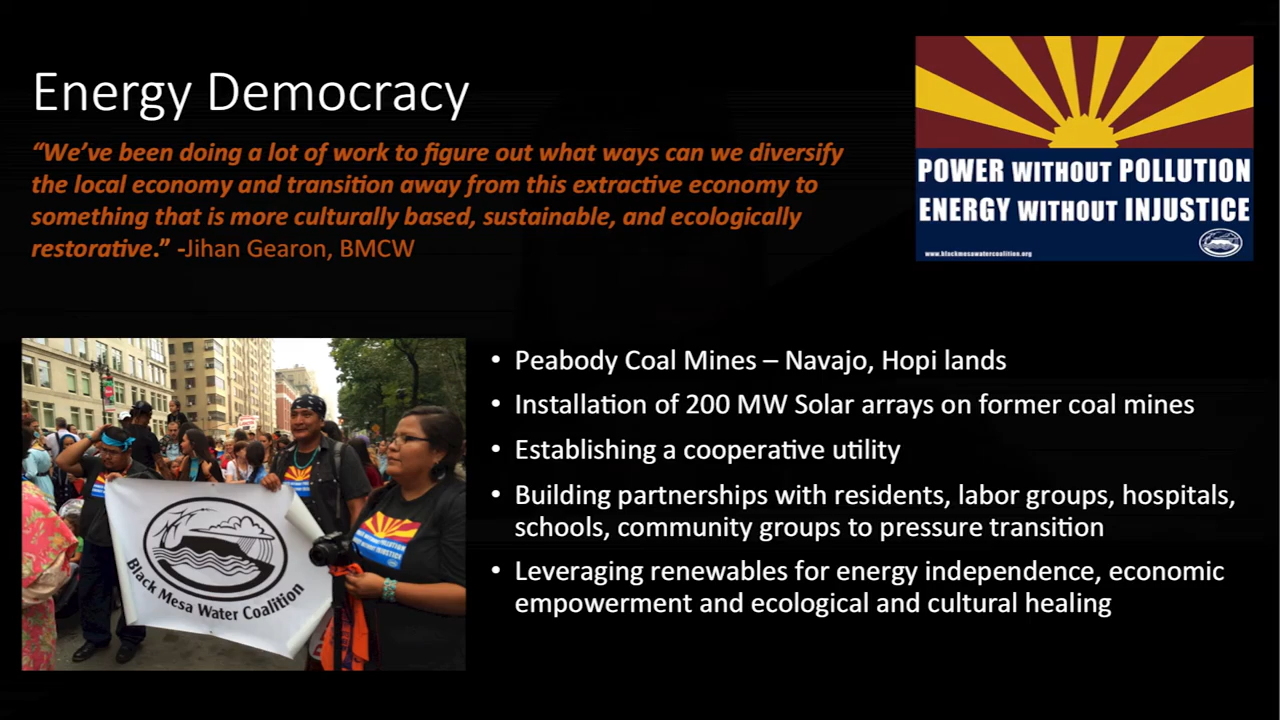 Energy Democracy
“We’ve been doing a lot of work to figure out what ways can we diversify
the local economy and transition away from this extractive economy to
something that is more culturally based, sustainable, and ecologically
restorative.” -Jihan Gearon, BMCW
POWER WITHOUT POLLUTION
ENERGY WITHOUT INJUSTICE
www.blackmesawatercoalition.org
Black Mesa Water Coalition
• Peabody Coal Mines – Navajo, Hopi lands
• Installation of 200 MW Solar arrays on former coal mines
• Establishing a cooperative utility
• Building partnerships with residents, labor groups, hospitals,
schools, community groups to pressure transition
• Leveraging renewables for energy independence, economic
empowerment and ecological and cultural healing